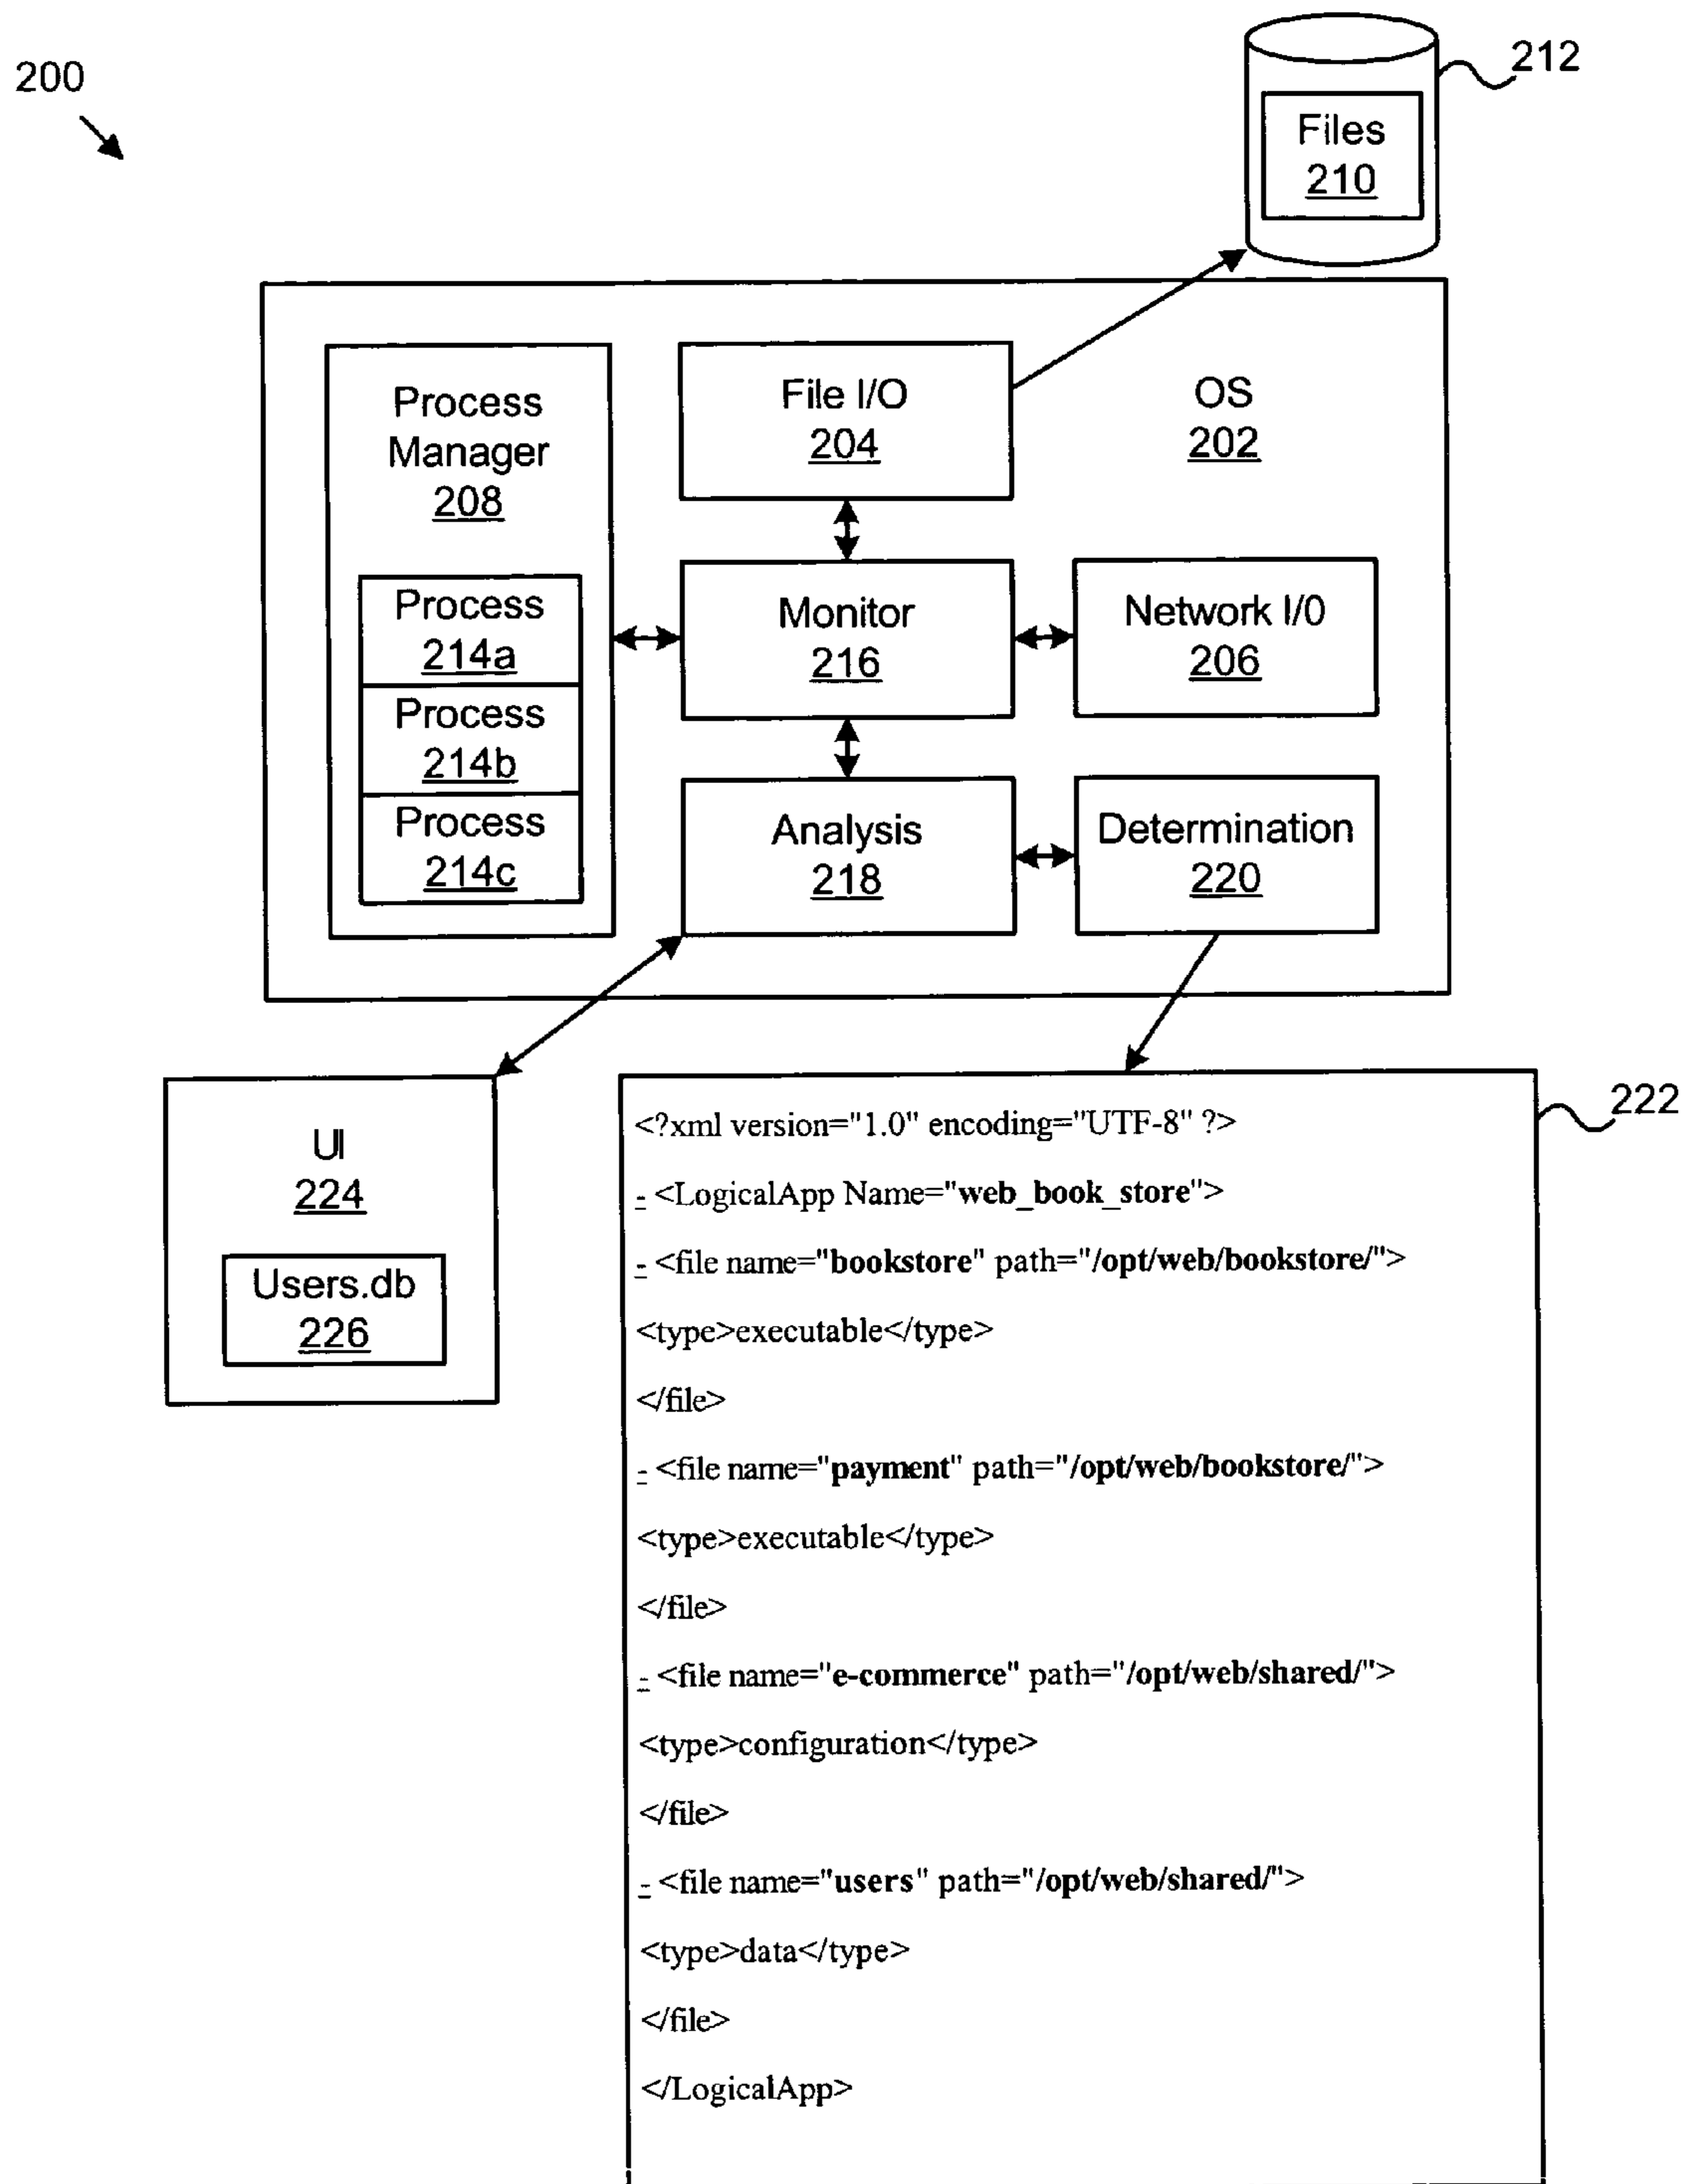 200
212
Files
210
Process
Manager
208
File I/O
204
OS
202
Process
214a
Process
214b
Process
214c
Monitor
216
Network I/0
206
Analysis
218
Determination
220
UI
224
Users.db
226
222
<?xml version="1.0" encoding="UTF-8" ?>
- <LogicalApp Name="web_book_store">
- <file name="bookstore" path="/opt/web/bookstore/">
<type>executable</type>
</file>
- <file name="payment" path="/opt/web/bookstore/">
<type>executable</type>
</file>
- <file name="e-commerce" path="/opt/web/shared/">
<type>configuration</type>
</file>
- <file name="users" path="/opt/web/shared/">
<type>data</type>
</file>
</LogicalApp>